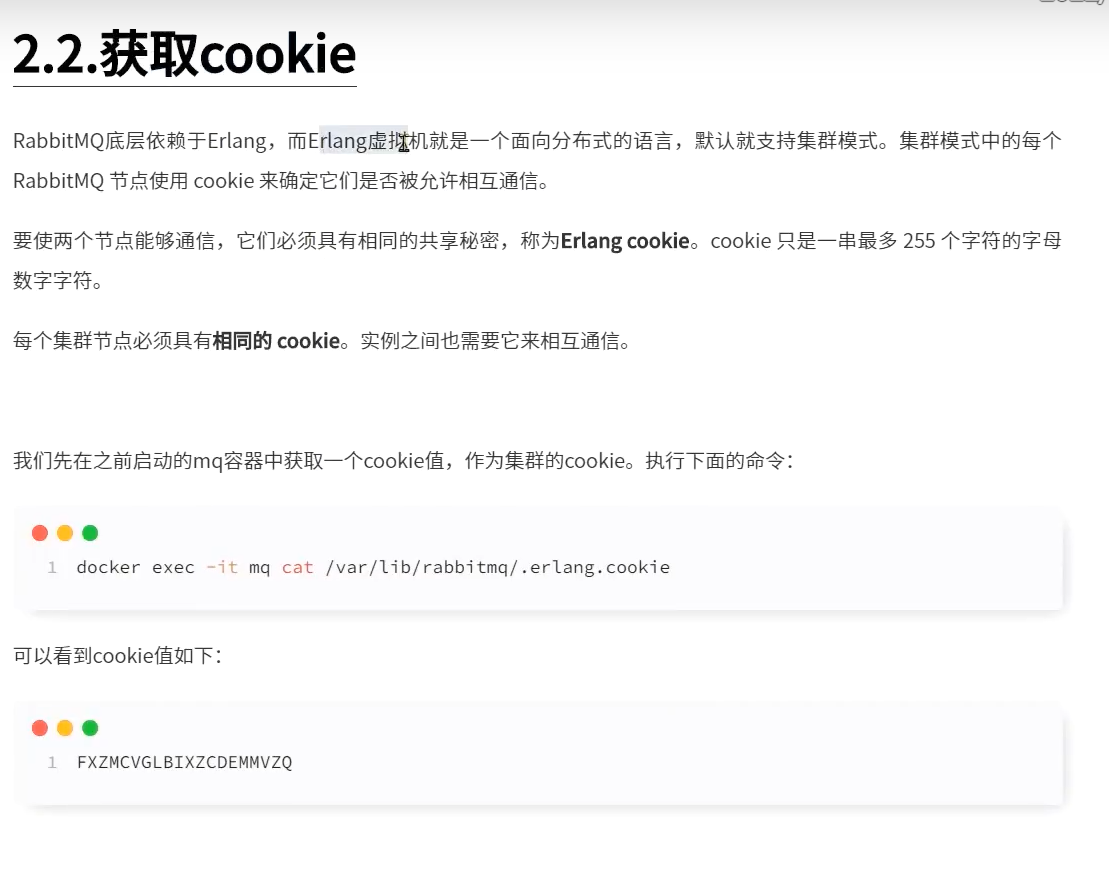 2.2.获取cookie
RabbitMQ底层依赖于Erlang，而Erlang虚拟机就是一个面向分布式的语言，默认就支持集群模式。集群模式中的每个
RabbitMQ 节点使用 cookie 来确定它们是否被允许相互通信。
要使两个节点能够通信，它们必须具有相同的共享秘密，称为Erlang cookie。cookie 只是一串最多 255 个字符的字母
数字字符。
每个集群节点必须具有相同的 cookie。实例之间也需要它来相互通信。
我们先在之前启动的mq容器中获取一个cookie值，作为集群的cookie。执行下面的命令：
1 docker exec -it mq cat /var/lib/rabbitmq/.erlang.cookie
可以看到cookie值如下：
1 FXZMCVGLBIXZCDEMMVZQ